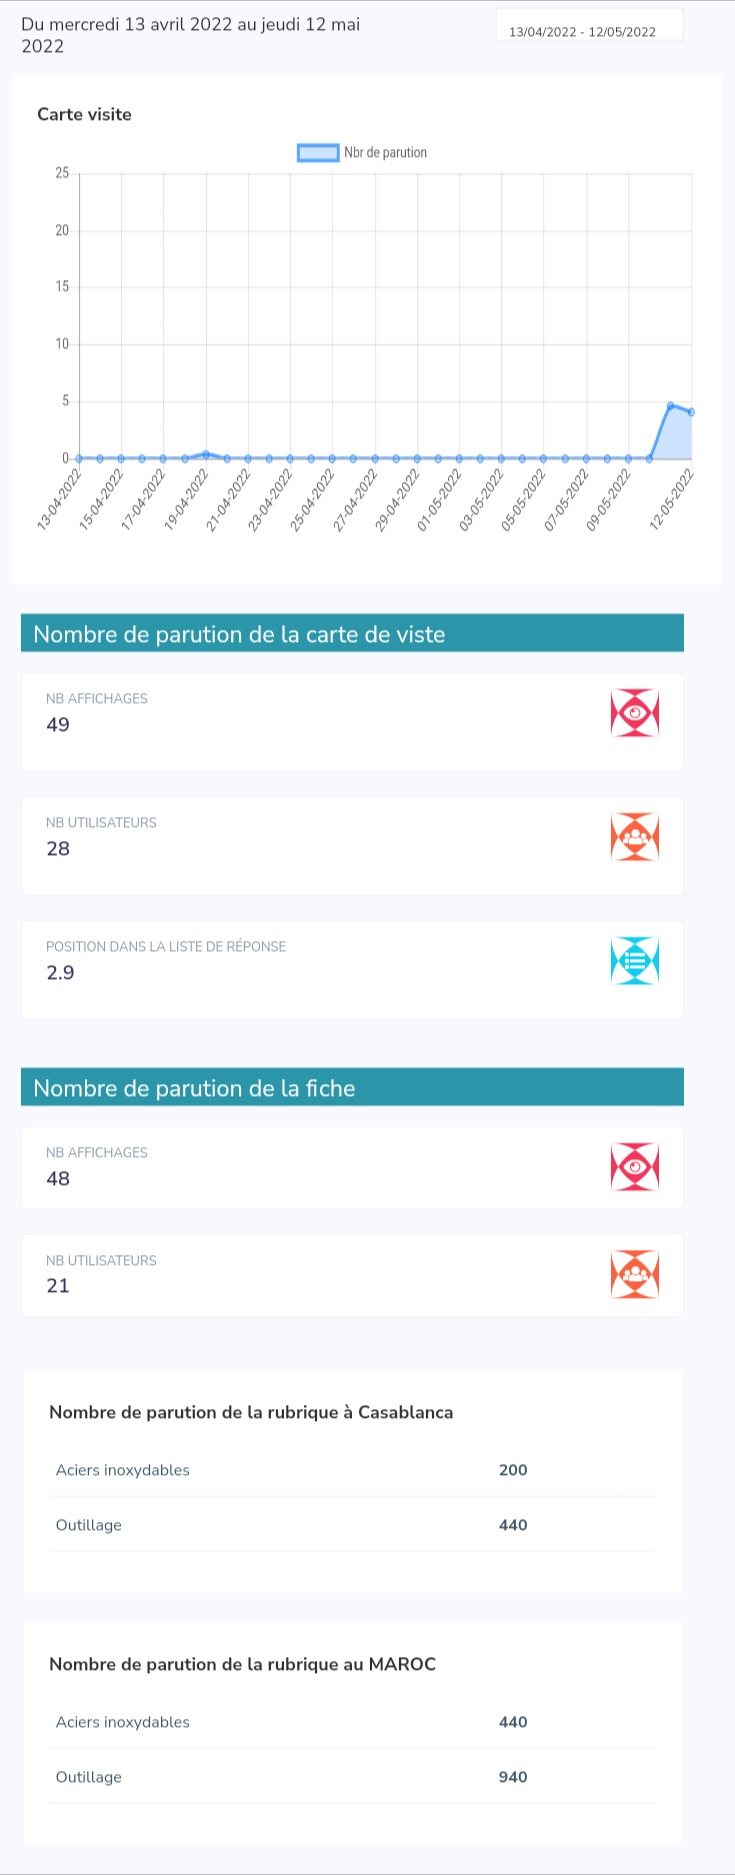 Du mercredi 13 avril 2022 au jeudi 12 mai
2022
13/04/2022 - 12/05/2022
Carte visite
Nbr de parution
25
20
15
10
5
0
13-04-2022
15-04-2022
17-04-2022
19-04-2022
21-04-2022
23-04-2022
25-04-2022
27-04-2022
29-04-2022
01-05-2022
03-05-2022
05-05-2022
07-05-2022
09-05-2022
12-05-2022
Nombre de parution de la carte de viste
NB AFFICHAGES
49
NB UTILISATEURS
28
POSITION DANS LA LISTE DE RÉPONSE
2.9
Nombre de parution de la fiche
NB AFFICHAGES
48
NB UTILISATEURS
21
Nombre de parution de la rubrique à Casablanca
Aciers inoxydables 200
Outillage 440
Nombre de parution de la rubrique au MAROC
Aciers inoxydables 440
Outillage 940